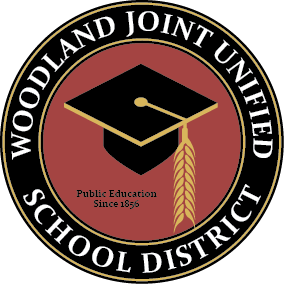 WOODLAND JOINT UNIFIED
Public Education
Since 1856
SCHOOL DISTRICT